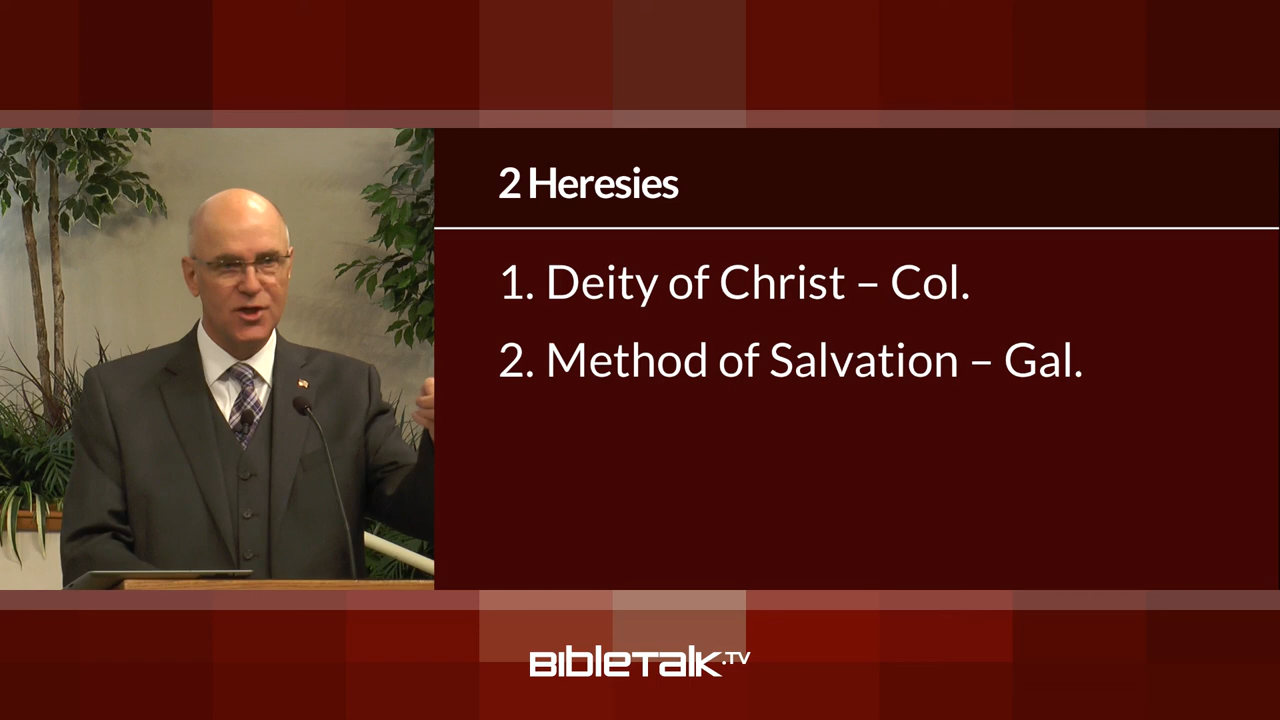 2 Heresies
1. Deity of Christ – Col.
2. Method of Salvation – Gal.
BIBLETALK.TV